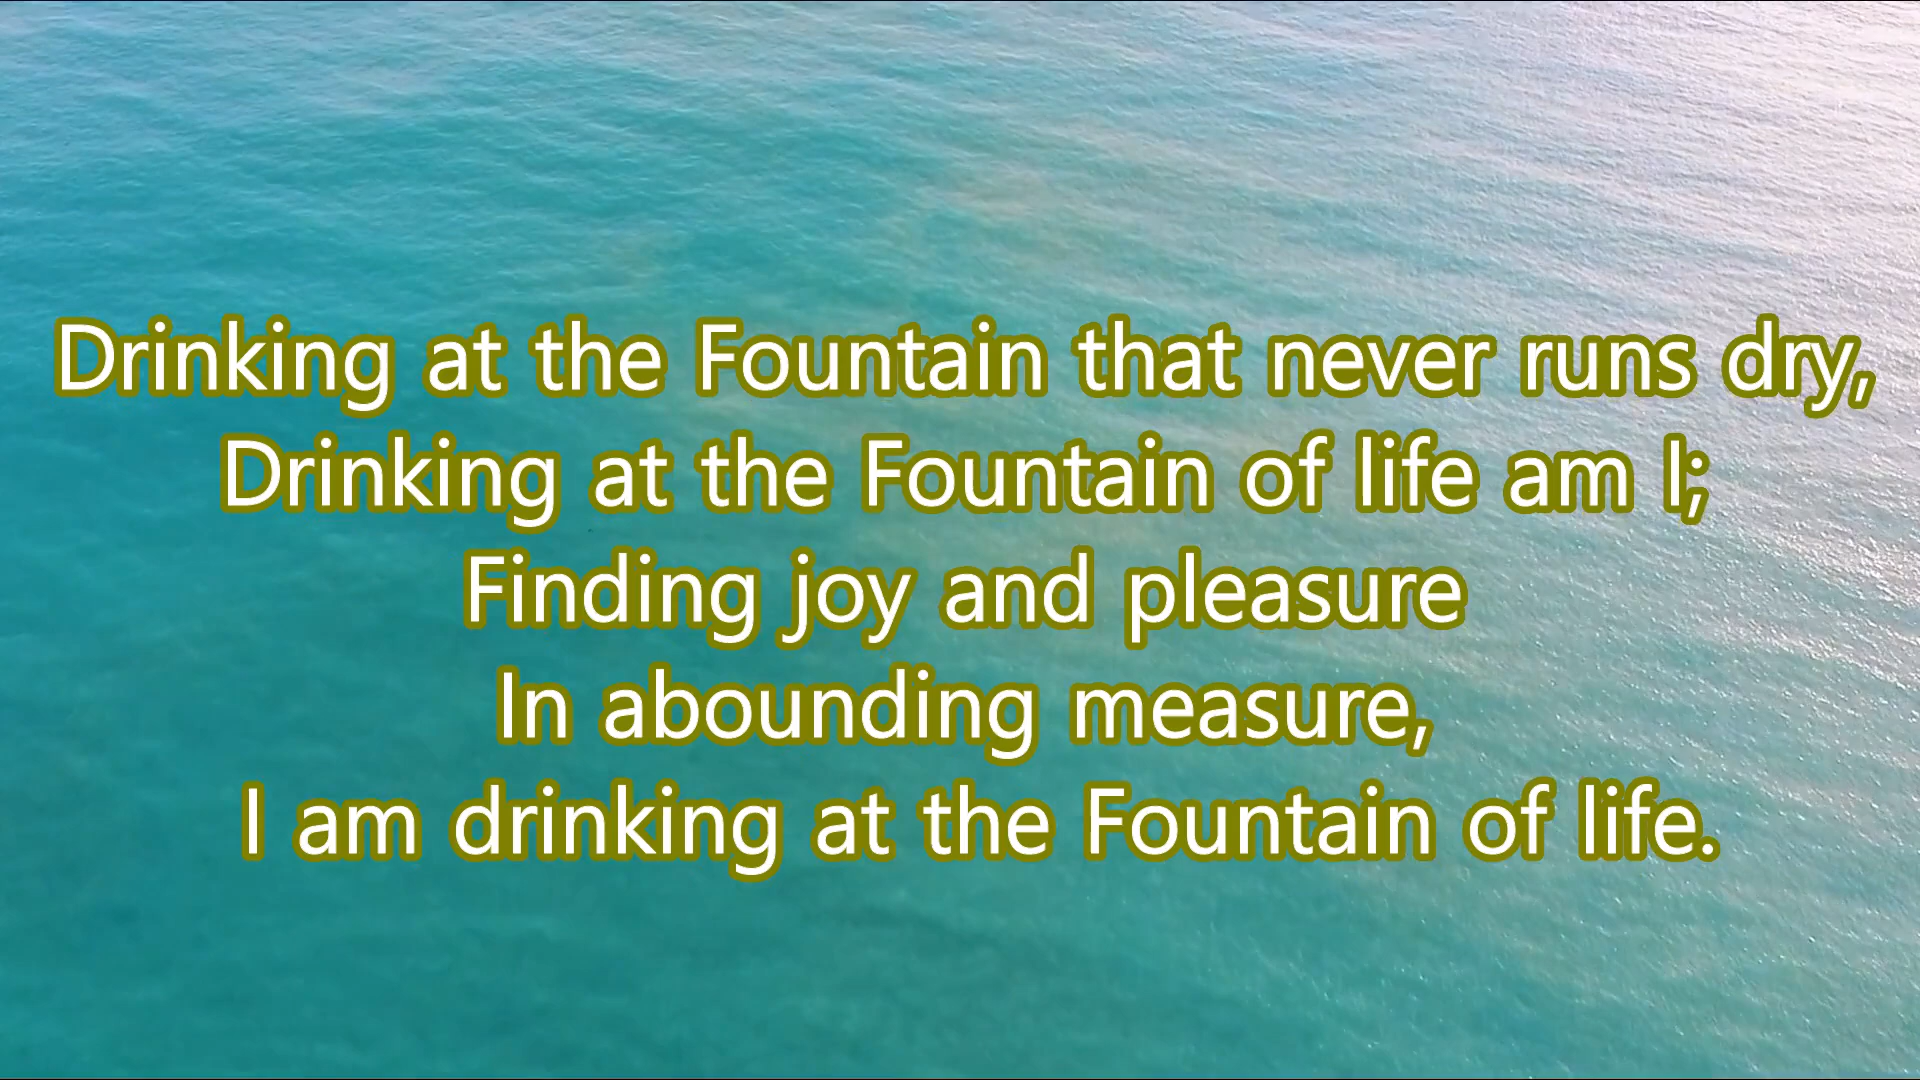 Drinking at the Fountain that never runs dry,
Drinking at the Fountain of life am I;
Finding joy and pleasure
In abounding measure,
I am drinking at the Fountain of life.